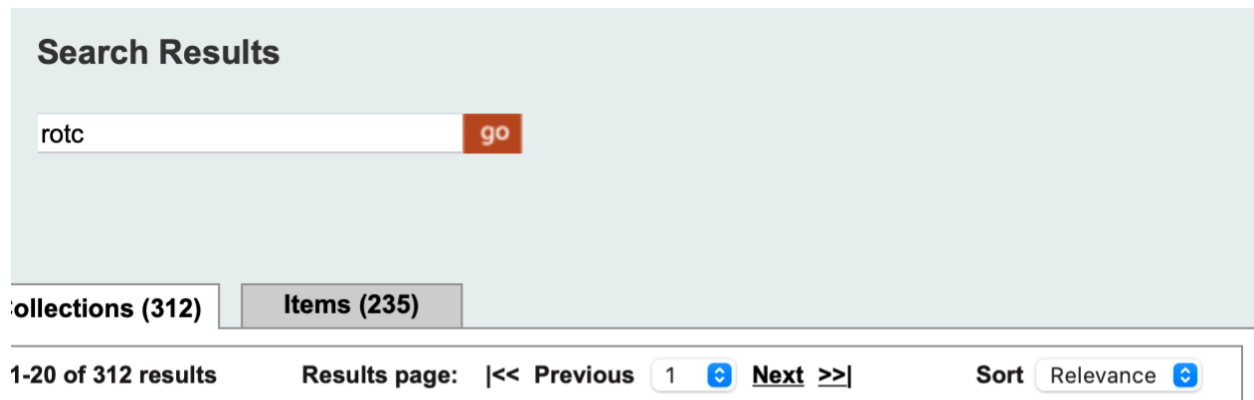 Search Results
rotc go
ollections (312) Items (235)
1-20 of 312 results Results page: |<< Previous 1 Next >>| Sort Relevance